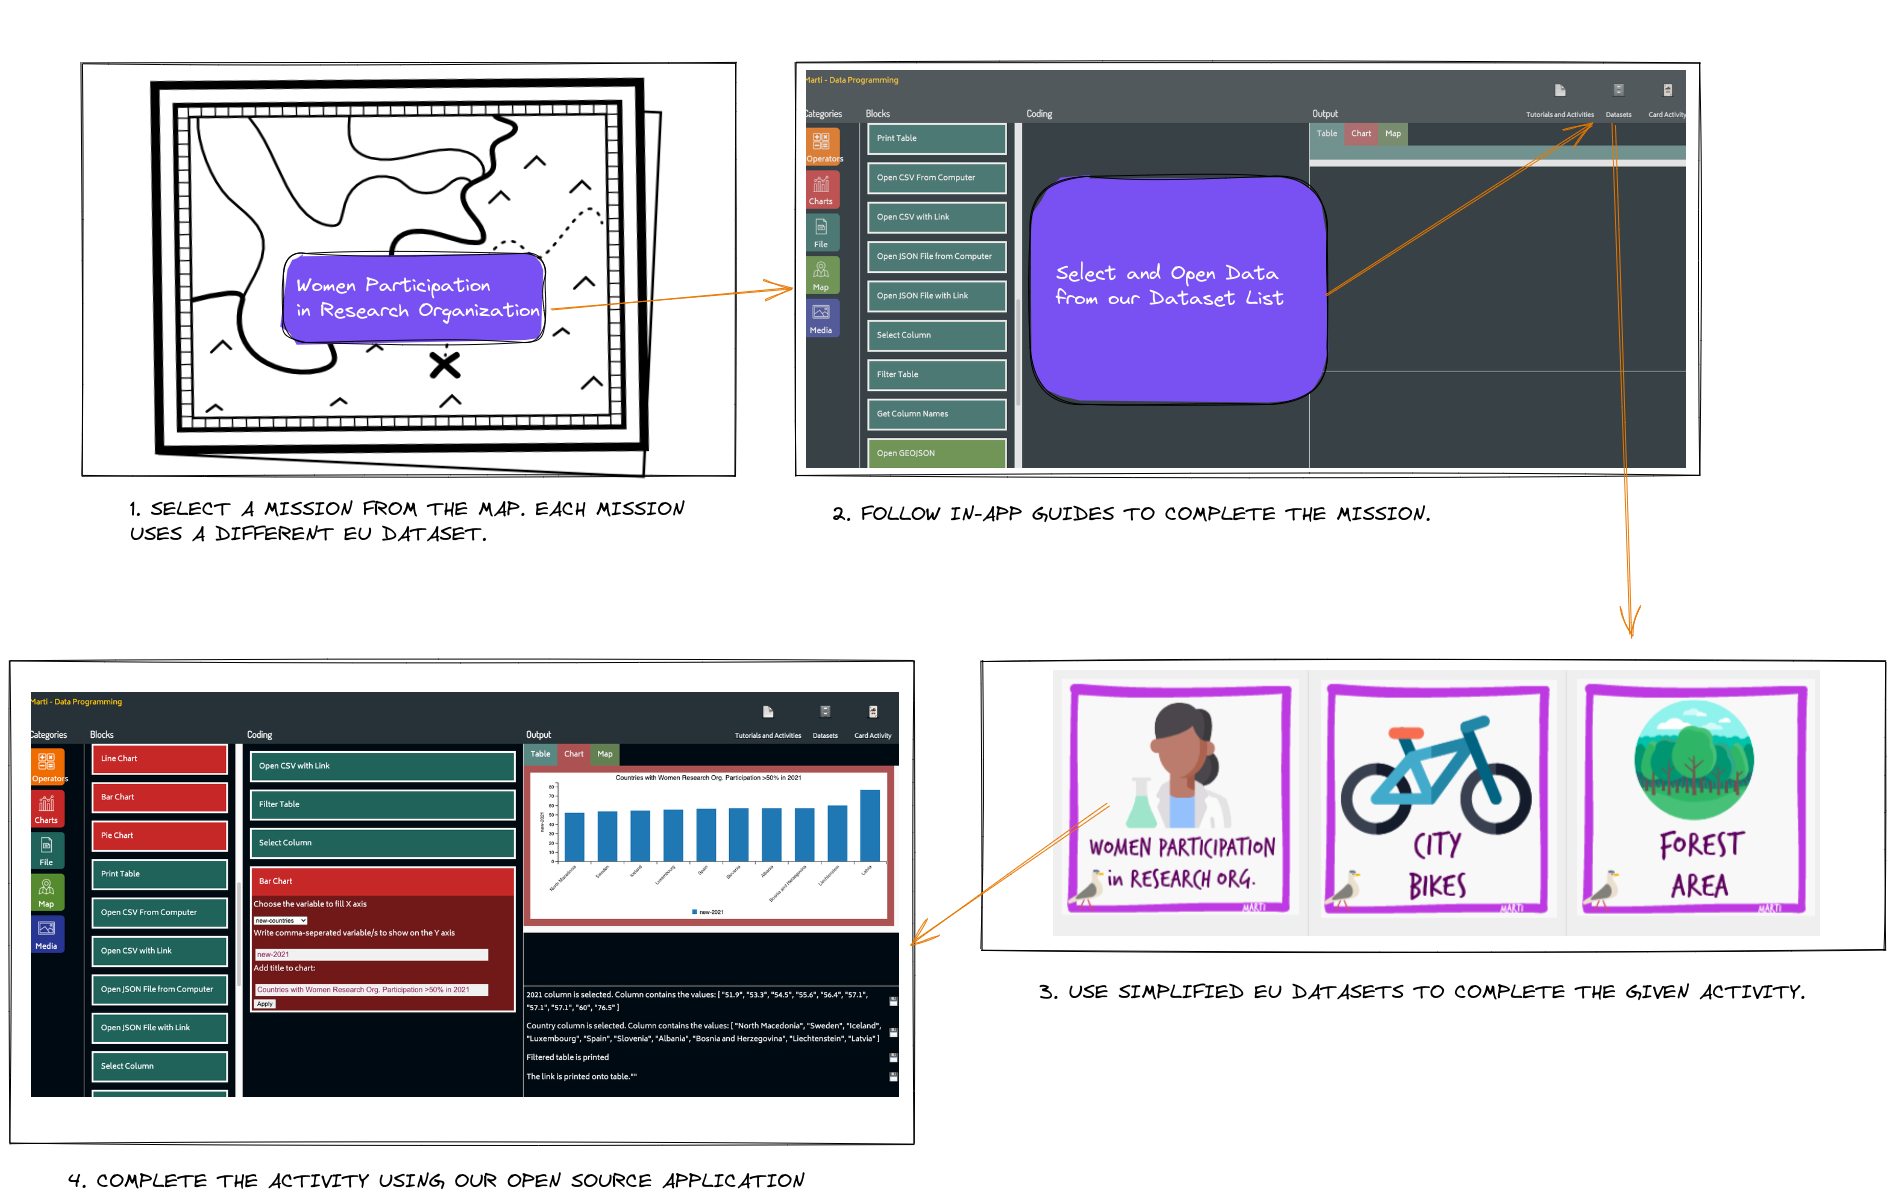 Women Participation
in Research Organization
1. SELECT A MISSION FROM THE MAP. EACH MISSION
USES A DIFFERENT EU DATASET.
Marti - Data Programming
Tutorials and Activities
Datasets
Card Activity
Categories
Blocks
Coding
Output
Operators
Charts
File
Map
Media
Print Table
Open CSV From Computer
Open CSV with Link
Open JSON File from Computer
Open JSON File with Link
Select Column
Filter Table
Get Column Names
Open GEOJSON
Select and Open Data
from our Dataset List
Table
Chart
Map
2. FOLLOW IN-APP GUIDES TO COMPLETE THE MISSION.
WOMEN PARTICIPATION
in RESEARCH ORG.
MARTI
CITY
BIKES
MARTI
FOREST
AREA
MARTI
3. USE SIMPLIFIED EU DATASETS TO COMPLETE THE GIVEN ACTIVITY.
Marti - Data Programming
Tutorials and Activities
Datasets
Card Activity
Categories
Blocks
Coding
Output
Operators
Charts
File
Map
Media
Line Chart
Bar Chart
Pie Chart
Print Table
Open CSV From Computer
Open CSV with Link
Open JSON File from Computer
Open JSON File with Link
Select Column
Open CSV with Link
Filter Table
Select Column
Bar Chart
Choose the variable to fill X axis
new-countries
Write comma-seperated variable/s to show on the Y axis
new-2021
Add title to chart:
Countries with Women Research Org. Participation >50% in 2021
Apply
Table
Chart
Map
Countries with Women Research Org. Participation >50% in 2021
new-2021
80
70
60
50
40
30
20
10
0
North Macedonia
Sweden
Iceland
Luxembourg
Spain
Slovenia
Albania
Bosnia and Herzegovina
Liechtenstein
Latvia
new-2021
2021 column is selected. Column contains the values: [ "51.9", "53.3", "54.5", "55.6", "56.4", "57.1",
"57.1", "57.1", "60", "76.5" ]
Country column is selected. Column contains the values: [ "North Macedonia", "Sweden", "Iceland",
"Luxembourg", "Spain", "Slovenia", "Albania", "Bosnia and Herzegovina", "Liechtenstein", "Latvia" ]
Filtered table is printed
The link is printed onto table.""
4. COMPLETE THE ACTIVITY USING OUR OPEN SOURCE APPLICATION